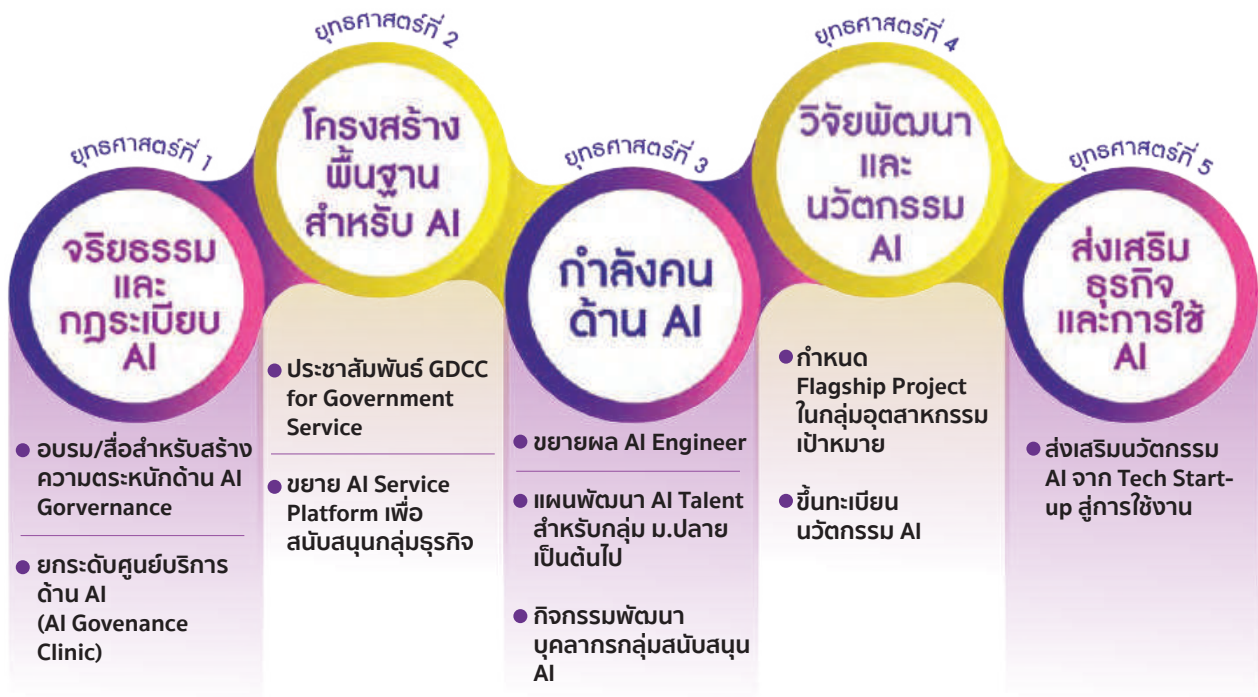 ยุทธศาสตร์ที่ 1
จริยธรรม
และ
กฎระเบียบ
AI
อบรม/สื่อสำหรับสร้าง
ความตระหนักด้าน AI
Gorvernance
ยกระดับศูนย์บริการ
ด้าน AI
(AI Govenance
Clinic)
ยุทธศาสตร์ที่ 2
โครงสร้าง
พื้นฐาน
สำหรับ AI
ประชาสัมพันธ์ GDCC
for Government
Service
ขยาย AI Service
Platform เพื่อ
สนับสนุนกลุ่มธุรกิจ
ยุทธศาสตร์ที่ 3
กำลังคน
ด้าน AI
ขยายผล AI Engineer
แผนพัฒนา AI Talent
สำหรับกลุ่ม ม.ปลาย
เป็นต้นไป
กิจกรรมพัฒนา
บุคลากรกลุ่มสนับสนุน
AI
ยุทธศาสตร์ที่ 4
วิจัยพัฒนา
และ
นวัตกรรม
AI
กำหนด
Flagship Project
ในกลุ่มอุตสาหกรรม
เป้าหมาย
ขึ้นทะเบียน
นวัตกรรม AI
ยุทธศาสตร์ที่ 5
ส่งเสริม
ธุรกิจ
และการใช้
AI
ส่งเสริมนวัตกรรม
AI จาก Tech Start-
up สู่การใช้งาน